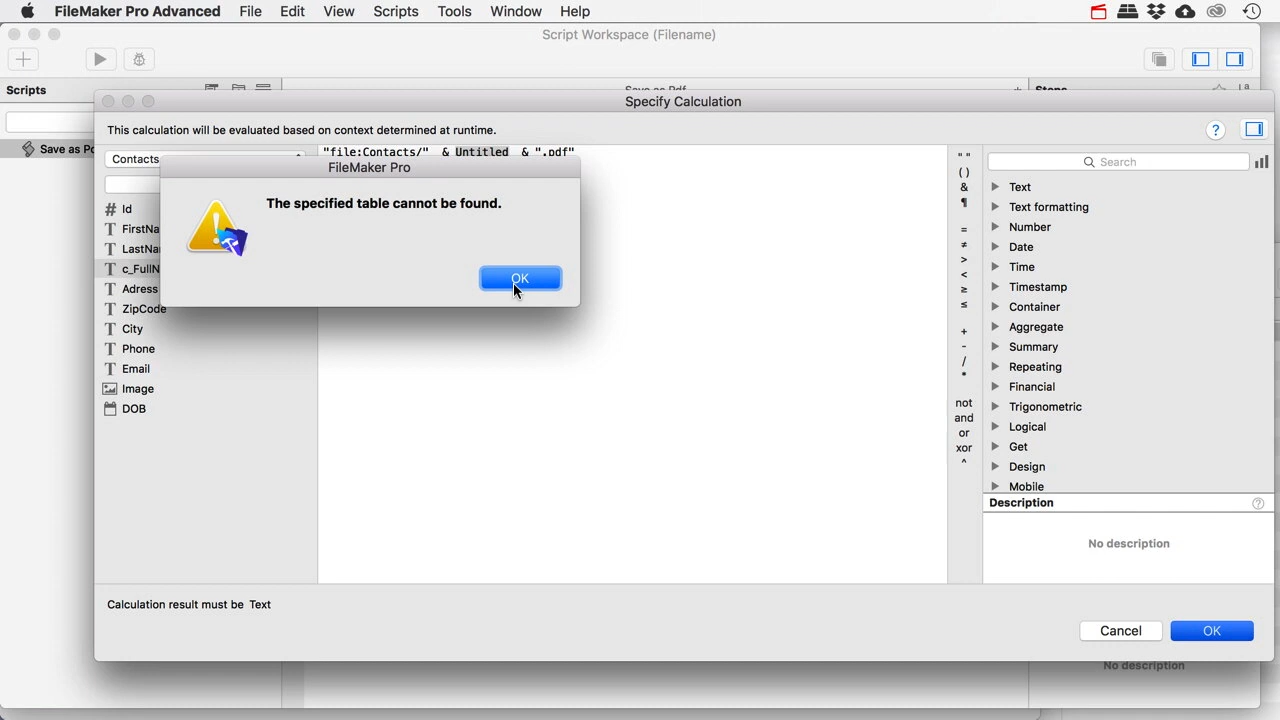 FileMaker Pro Advanced File Edit View Scripts Tools Window Help
Script Workspace (Filename)
Scripts
Save as Pdf
Steps
Specify Calculation
This calculation will be evaluated based on context determined at runtime.
?
Save as Po
Contacts
"file:Contacts/" & Untitled & ".pdf"
FileMaker Pro
The specified table cannot be found.
OK
# Id
T FirstNa
T LastNa
T c_FullN
T Adress
T ZipCode
T City
T Phone
T Email
Image
DOB
" "
( )
&
¶
=
≠
>
<
≥
≤
+
-
/
*
not
and
or
xor
^
Search
Text
Text formatting
Number
Date
Time
Timestamp
Container
Aggregate
Summary
Repeating
Financial
Trigonometric
Logical
Get
Design
Mobile
Description ?
No description
Calculation result must be Text
Cancel OK
No description